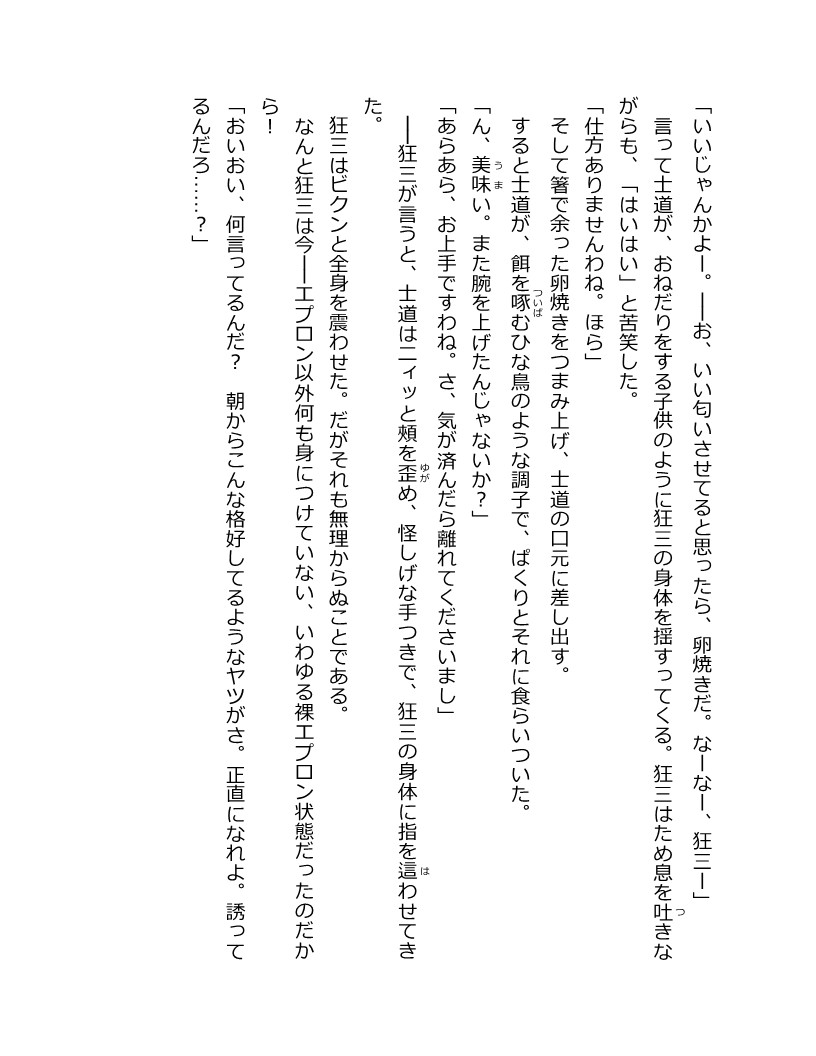 「いいじゃんかよー。――お、いい匂いさせてると思ったら、卵焼きだ。なーなー、狂三ー」
　言って士道が、おねだりをする子供のように狂三の身体を揺すってくる。狂三はため息を吐きな
がらも、「はいはい」と苦笑した。
「仕方ありませんわね。ほら」
　そして箸で余った卵焼きをつまみ上げ、士道の口元に差し出す。
　すると士道が、餌を啄むひな鳥のような調子で、ぱくりとそれに食らいついた。
「ん、美味い。また腕を上げたんじゃないか？」
「あらあら、お上手ですわね。さ、気が済んだら離れてくださいまし」
　――狂三が言うと、士道はニィッと頰を歪め、怪しげな手つきで、狂三の身体に指を這わせてき
た。
　狂三はビクンと全身を震わせた。だがそれも無理からぬことである。
　なんと狂三は今――エプロン以外何も身につけていない、いわゆる裸エプロン状態だったのだか
ら！
「おいおい、何言ってるんだ？　朝からこんな格好してるようなヤツがさ。正直になれよ。誘って
るんだろ……？」